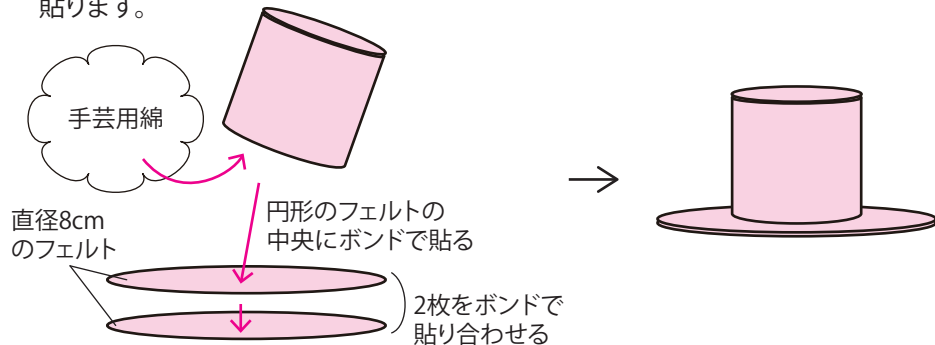 貼ります。
手芸用綿
円形のフェルトの
中央にボンドで貼る
直径8cm
のフェルト
2枚をボンドで
貼り合わせる